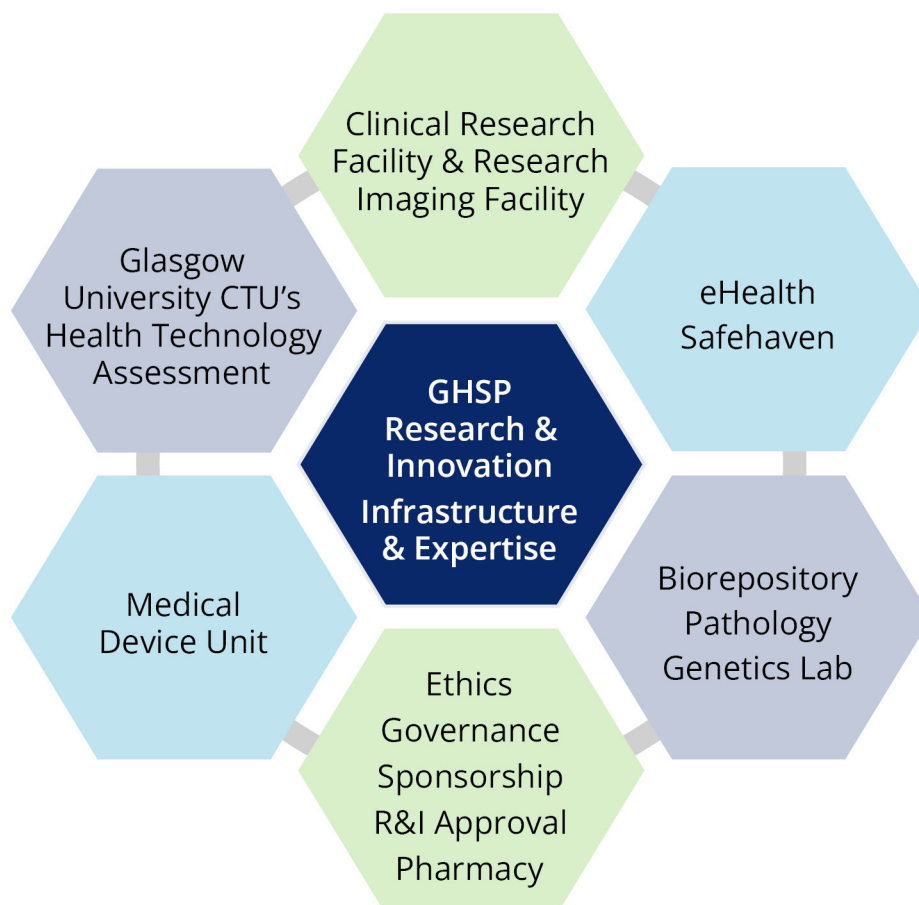 Clinical Research
Facility & Research
Imaging Facility
Glasgow
University CTU’s
Health Technology
Assessment
eHealth
Safehaven
GHSP
Research &
Innovation
Infrastructure
& Expertise
Medical
Device Unit
Biorepository
Pathology
Genetics Lab
Ethics
Governance
Sponsorship
R&I Approval
Pharmacy